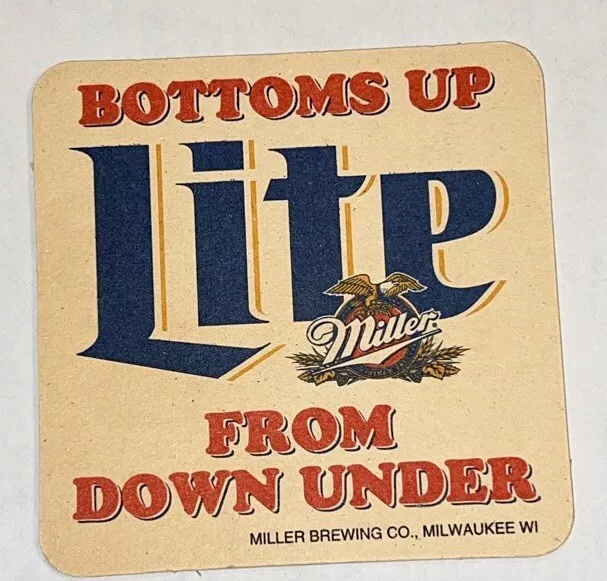 BOTTOMS UP
Lite
Miller
FROM
DOWN UNDER
MILLER BREWING CO., MILWAUKEE WI